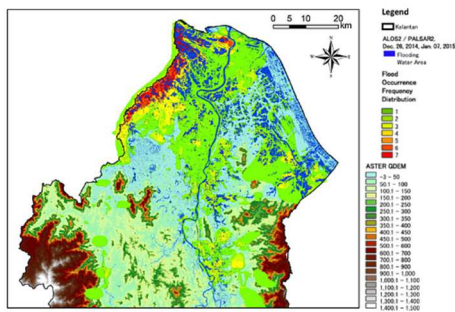 0 5 10 20
km
N
W E
S
Legend
Kelantan
ALOS2 / PALSAR2,
Dec. 26, 2014, Jan. 07, 2015
Flooding
Water Area
Flood
Occurrence
Frequency
Distribution
1
2
3
4
5
6
7
ASTER GDEM
-3 - 50
50.1 - 100
100.1 - 150
150.1 - 200
200.1 - 250
250.1 - 300
300.1 - 350
350.1 - 400
400.1 - 450
450.1 - 500
500.1 - 600
600.1 - 700
700.1 - 800
800.1 - 900
900.1 - 1,000
1,000.1 - 1,100
1,100.1 - 1,200
1,200.1 - 1,300
1,300.1 - 1,400
1,400.1 - 1,500